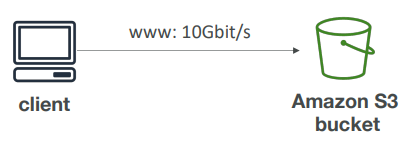 www: 10Gbit/s
client
Amazon S3
bucket